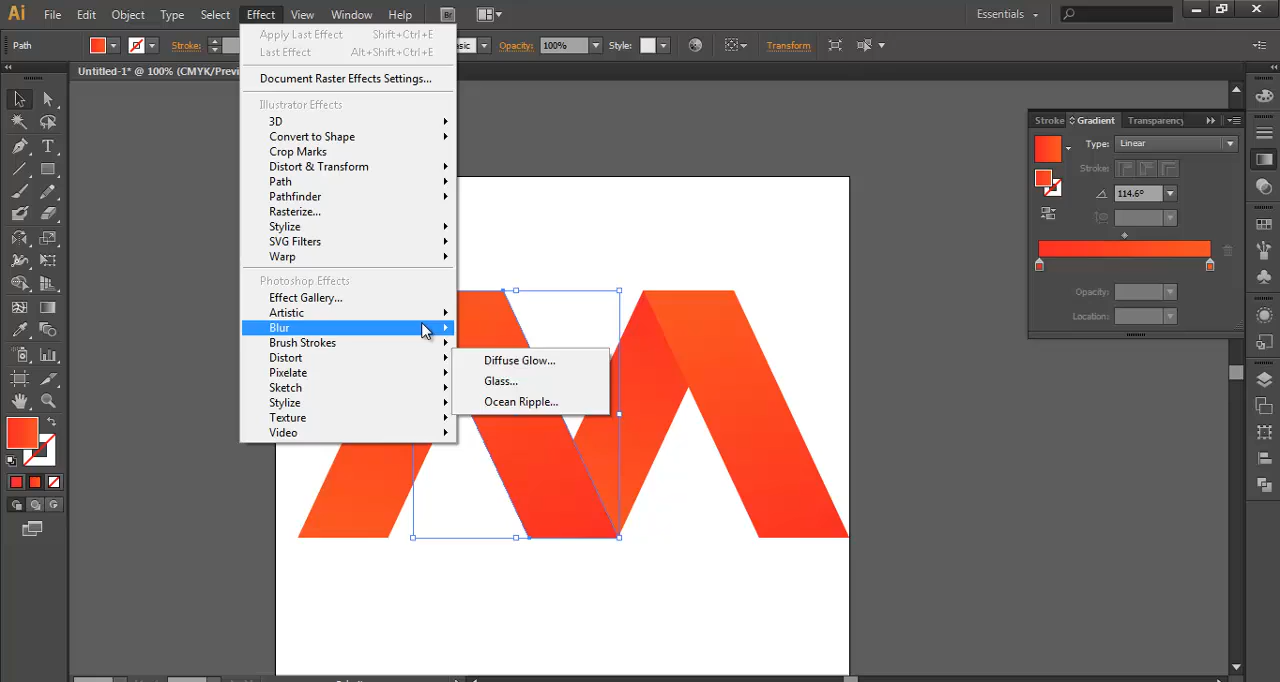 Ai File Edit Object Type Select Effect View Window Help Br Essentials
Path Stroke: Opacity: 100% Style: Transform
Untitled-1* @ 100% (CMYK/Previ
Apply Last Effect Shift+Ctrl+E
Last Effect Alt+Shift+Ctrl+E
Document Raster Effects Settings...
Illustrator Effects
3D
Convert to Shape
Crop Marks
Distort & Transform
Path
Pathfinder
Rasterize...
Stylize
SVG Filters
Warp
Photoshop Effects
Effect Gallery...
Artistic
Blur
Brush Strokes
Distort
Pixelate
Sketch
Stylize
Texture
Video
Diffuse Glow...
Glass...
Ocean Ripple...
Stroke Gradient Transparency
Type: Linear
Stroke:
114.6°
Opacity:
Location: